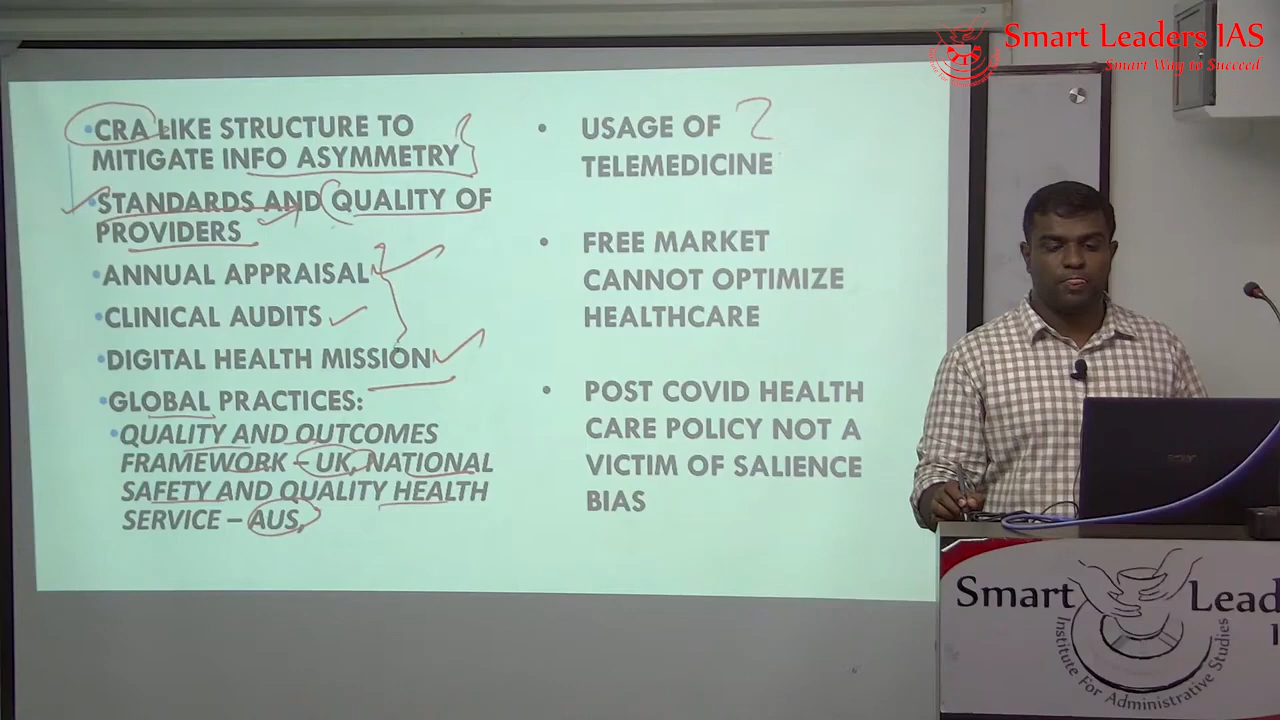 Smart Leaders IAS
Smart Way to Succeed
•CRA LIKE STRUCTURE TO
MITIGATE INFO ASYMMETRY
•STANDARDS AND QUALITY OF
PROVIDERS
•ANNUAL APPRAISAL
•CLINICAL AUDITS
•DIGITAL HEALTH MISSION
•GLOBAL PRACTICES:
•QUALITY AND OUTCOMES
FRAMEWORK – UK, NATIONAL
SAFETY AND QUALITY HEALTH
SERVICE – AUS,
• USAGE OF 2
TELEMEDICINE
• FREE MARKET
CANNOT OPTIMIZE
HEALTHCARE
• POST COVID HEALTH
CARE POLICY NOT A
VICTIM OF SALIENCE
BIAS
Smart Lead
I
Institute For Administrative Studies